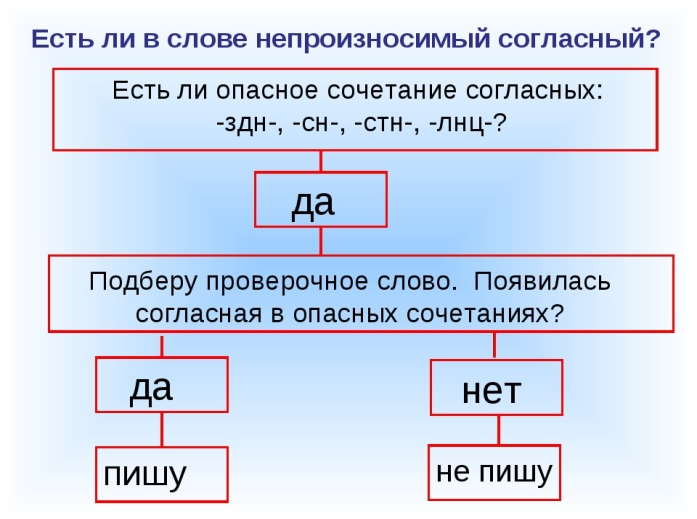 Есть ли в слове непроизносимый согласный?
Есть ли опасное сочетание согласных:
-здн-, -сн-, -стн-, -лнц-?
да
Подберу проверочное слово. Появилась
согласная в опасных сочетаниях?
да
нет
пишу
не пишу